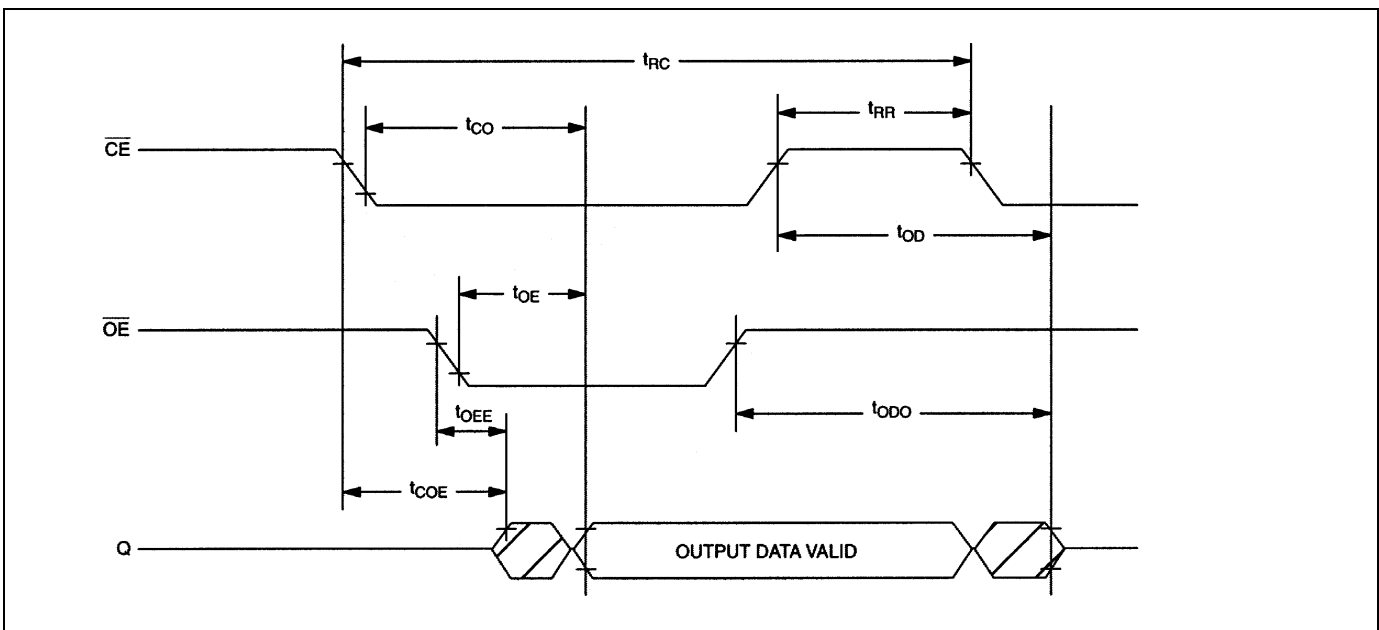 tRC
tRR
tCO
CE
tOD
tOE
OE
tODO
tOEE
tCOE
Q
OUTPUT DATA VALID